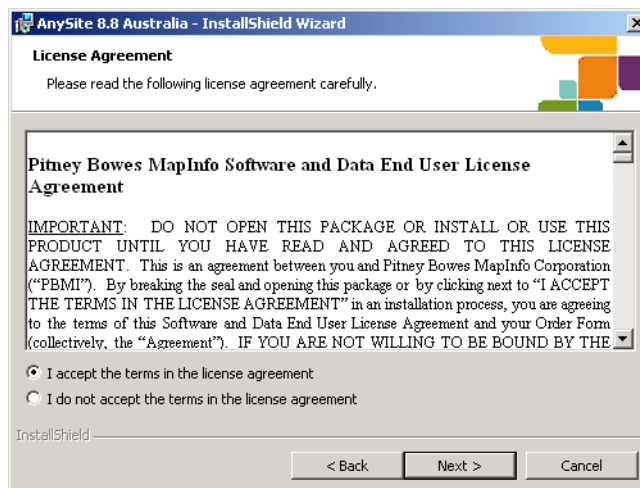 AnySite 8.8 Australia - InstallShield Wizard
License Agreement
Please read the following license agreement carefully.
Pitney Bowes MapInfo Software and Data End User License
Agreement
IMPORTANT: DO NOT OPEN THIS PACKAGE OR INSTALL OR USE THIS
PRODUCT UNTIL YOU HAVE READ AND AGREED TO THIS LICENSE
AGREEMENT. This is an agreement between you and Pitney Bowes MapInfo Corporation
(“PBMI”). By breaking the seal and opening this package or by clicking next to “I ACCEPT
THE TERMS IN THE LICENSE AGREEMENT” in an installation process, you are agreeing
to the terms of this Software and Data End User License Agreement and your Order Form
(collectively, the “Agreement”). IF YOU ARE NOT WILLING TO BE BOUND BY THE
I accept the terms in the license agreement
I do not accept the terms in the license agreement
InstallShield
< Back Next > Cancel